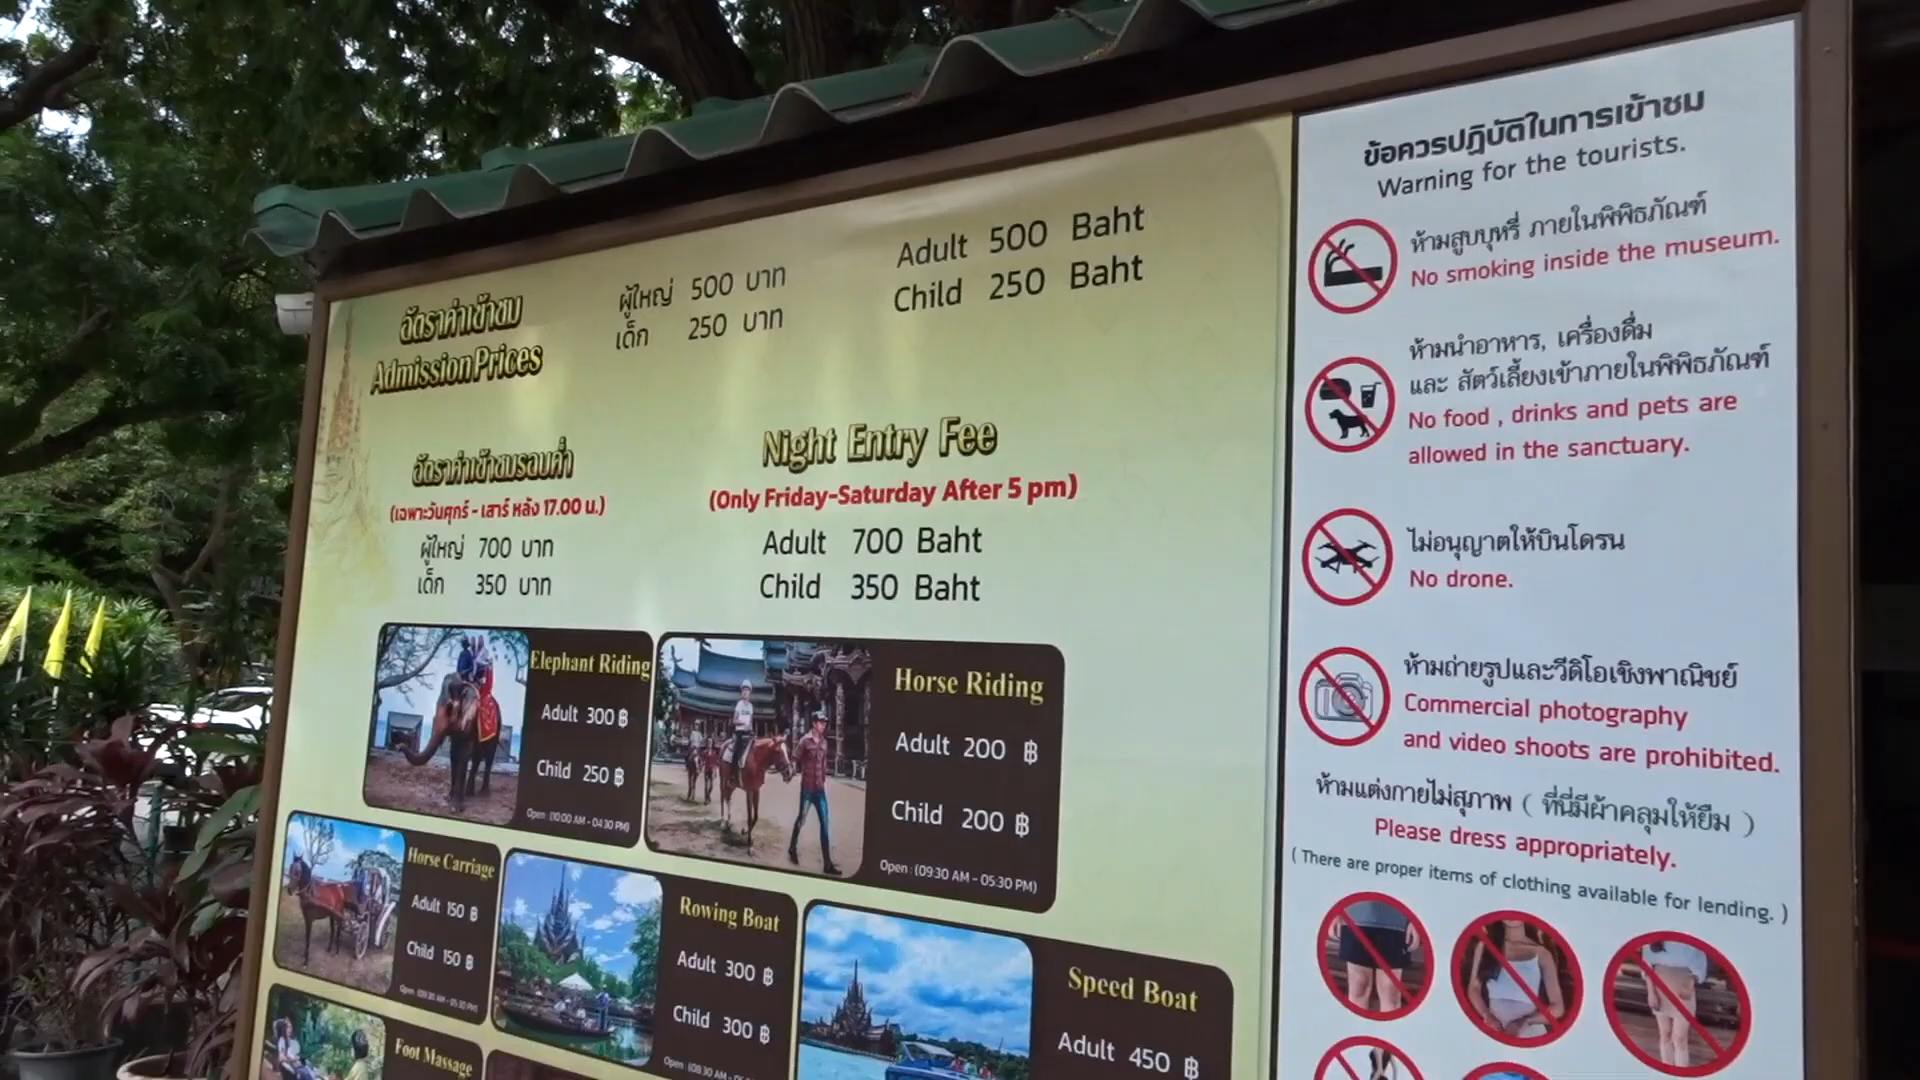 อัตราค่าเข้าชม
Admission Prices
ผู้ใหญ่ 500 บาท
เด็ก 250 บาท
Adult 500 Baht
Child 250 Baht
อัตราค่าเข้าชมรอบค่ำ
(เฉพาะวันศุกร์ - เสาร์ หลัง 17.00 น.)
ผู้ใหญ่ 700 บาท
เด็ก 350 บาท
Night Entry Fee
(Only Friday-Saturday After 5 pm)
Adult 700 Baht
Child 350 Baht
Elephant Riding
Adult 300 ฿
Child 250 ฿
Open : (10:00 AM - 04:30 PM)
Horse Riding
Adult 200 ฿
Child 200 ฿
Open : (09:30 AM - 05:30 PM)
Horse Carriage
Adult 150 ฿
Child 150 ฿
Open : (09:30 AM - 05:30 PM)
Rowing Boat
Adult 300 ฿
Child 300 ฿
Speed Boat
Adult 450 ฿
Foot Massage
ข้อควรปฏิบัติในการเข้าชม
Warning for the tourists.
ห้ามสูบบุหรี่ ภายในพิพิธภัณฑ์
No smoking inside the museum.
ห้ามนำอาหาร, เครื่องดื่ม
และ สัตว์เลี้ยงเข้าภายในพิพิธภัณฑ์
No food , drinks and pets are
allowed in the sanctuary.
ไม่อนุญาตให้บินโดรน
No drone.
ห้ามถ่ายรูปและวีดิโอเชิงพาณิชย์
Commercial photography
and video shoots are prohibited.
ห้ามแต่งกายไม่สุภาพ ( ที่นี่มีผ้าคลุมให้ยืม )
Please dress appropriately.
( There are proper items of clothing available for lending. )